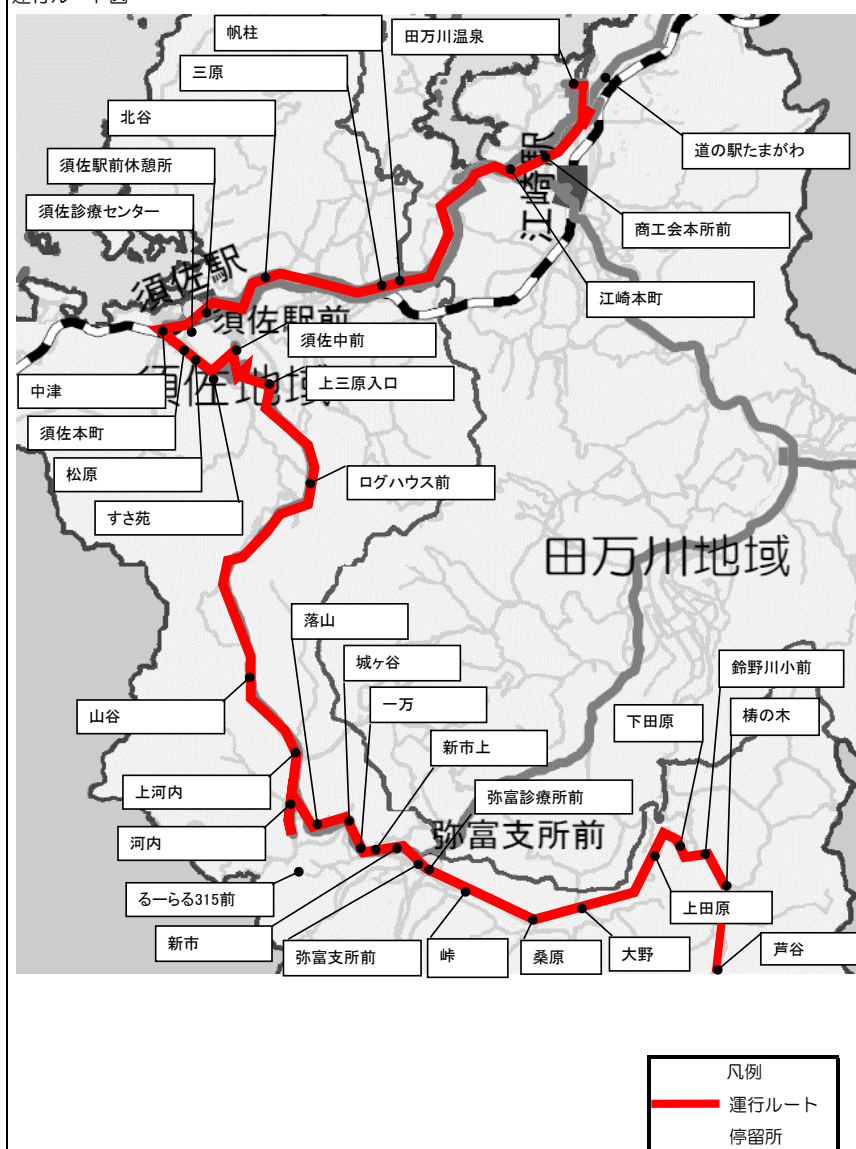 運行ルート図
帆柱
田万川温泉
三原
北谷
道の駅たまがわ
須佐駅前休憩所
江崎駅
須佐診療センター
商工会本所前
須佐駅
江崎本町
須佐駅前
須佐中前
中津
須佐地域
上三原入口
須佐本町
松原
ログハウス前
すさ苑
田万川地域
落山
城ヶ谷
鈴野川小前
一万
下田原
梼の木
山谷
新市上
上河内
弥富診療所前
河内
弥富支所前
るーらる315前
上田原
新市
弥富支所前
峠
桑原
大野
芦谷
凡例
運行ルート
停留所